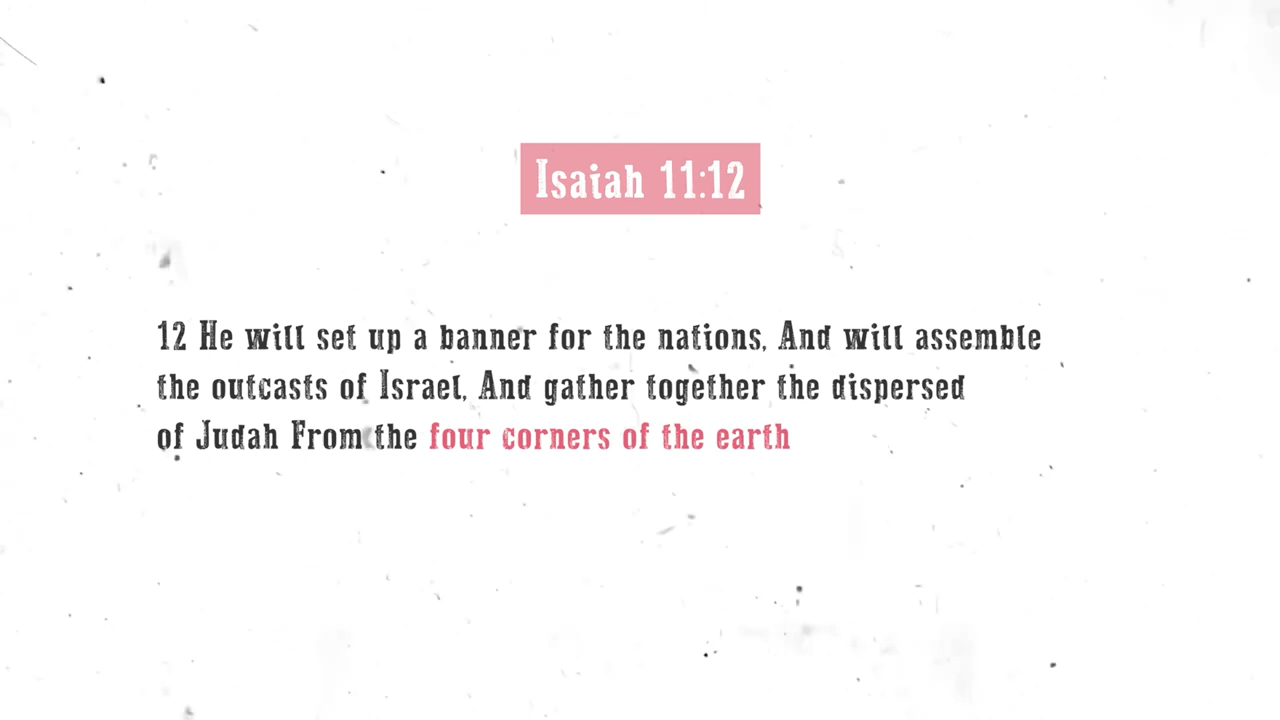 Isaiah 11:12
12 He will set up a banner for the nations, And will assemble
the outcasts of Israel, And gather together the dispersed
of Judah From the four corners of the earth